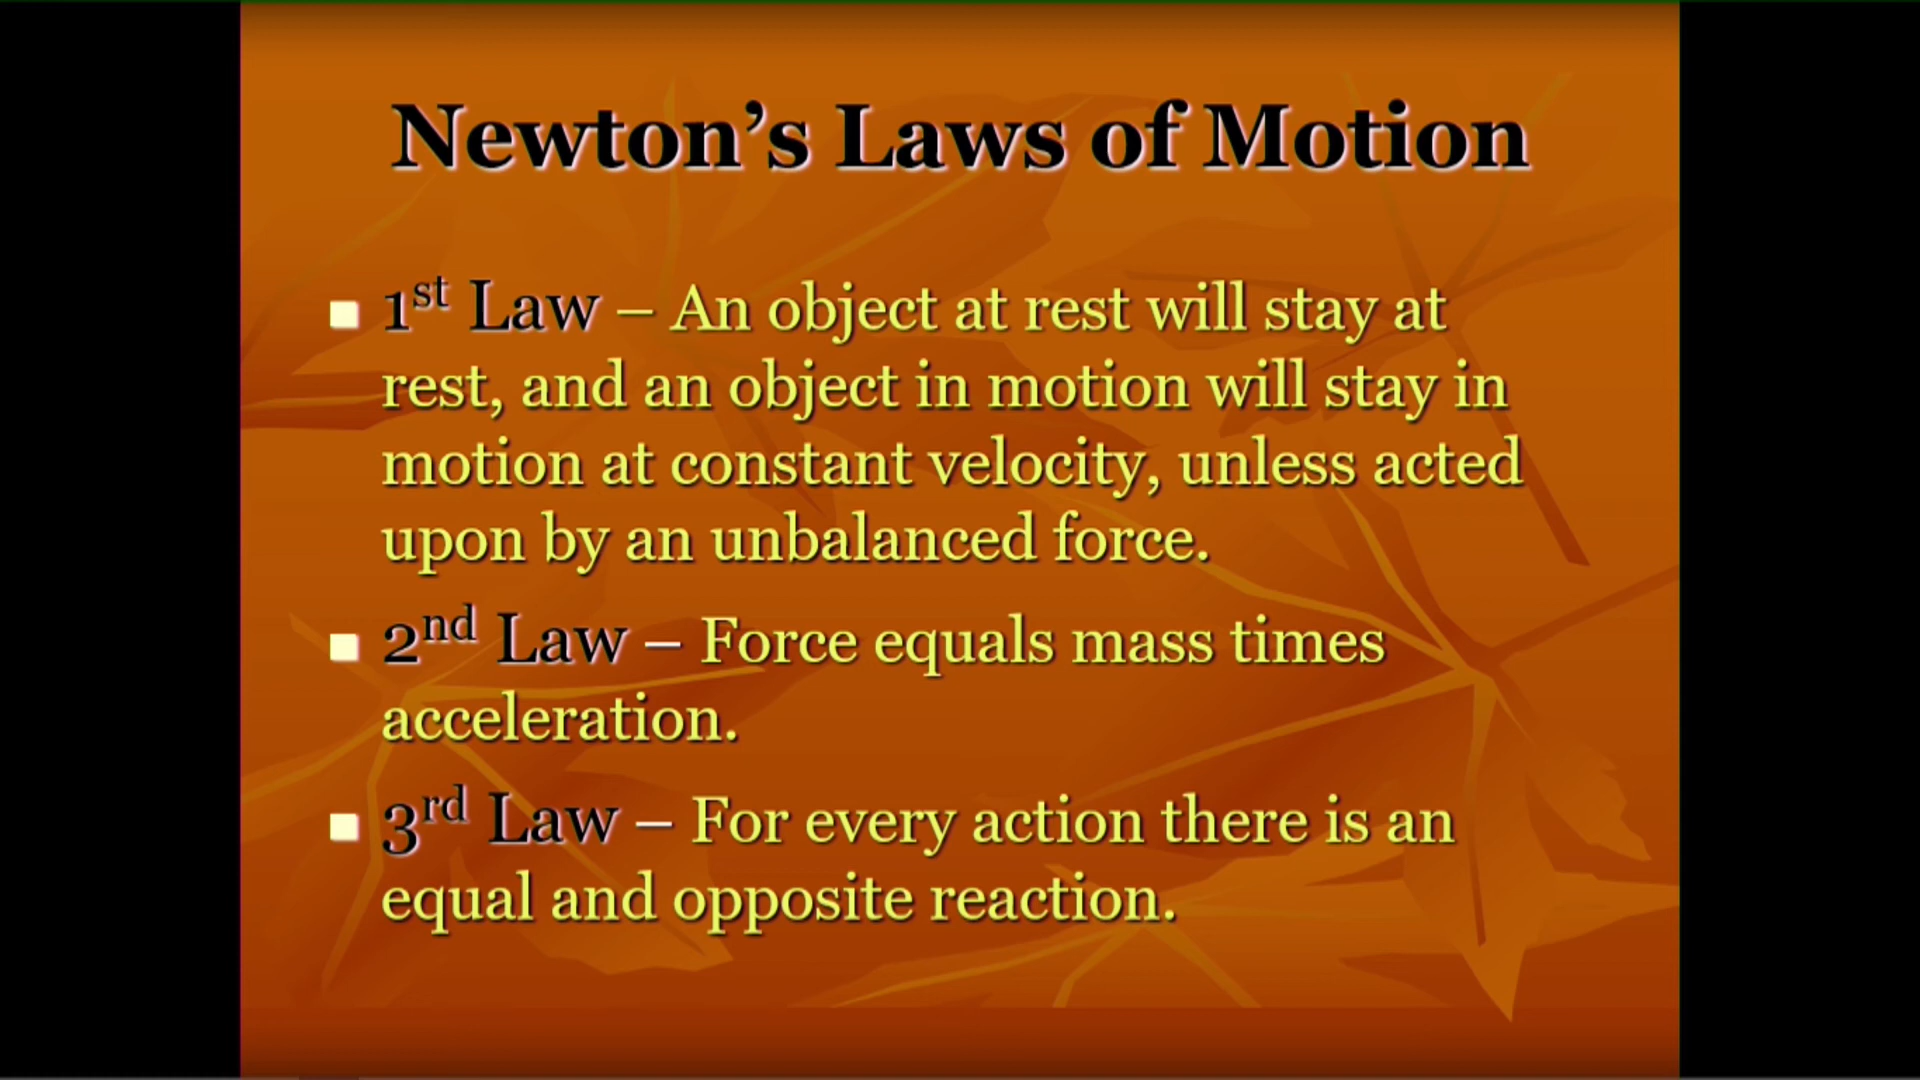 Newton’s Laws of Motion
1st Law – An object at rest will stay at
rest, and an object in motion will stay in
motion at constant velocity, unless acted
upon by an unbalanced force.
2nd Law – Force equals mass times
acceleration.
3rd Law – For every action there is an
equal and opposite reaction.